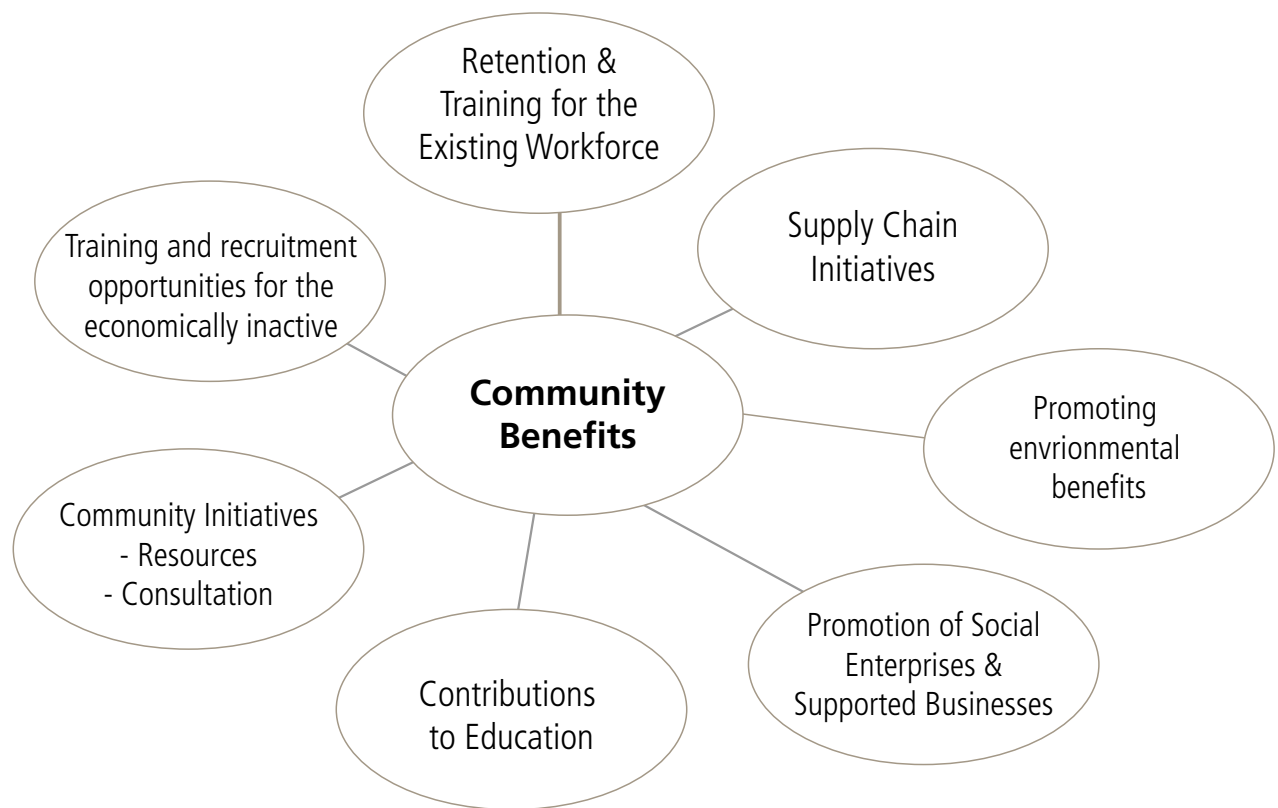 Retention &
Training for the
Existing Workforce
Supply Chain
Initiatives
Training and recruitment
opportunities for the
economically inactive
Community
Benefits
Promoting
envrionmental
benefits
Community Initiatives
- Resources
- Consultation
Promotion of Social
Enterprises &
Supported Businesses
Contributions
to Education